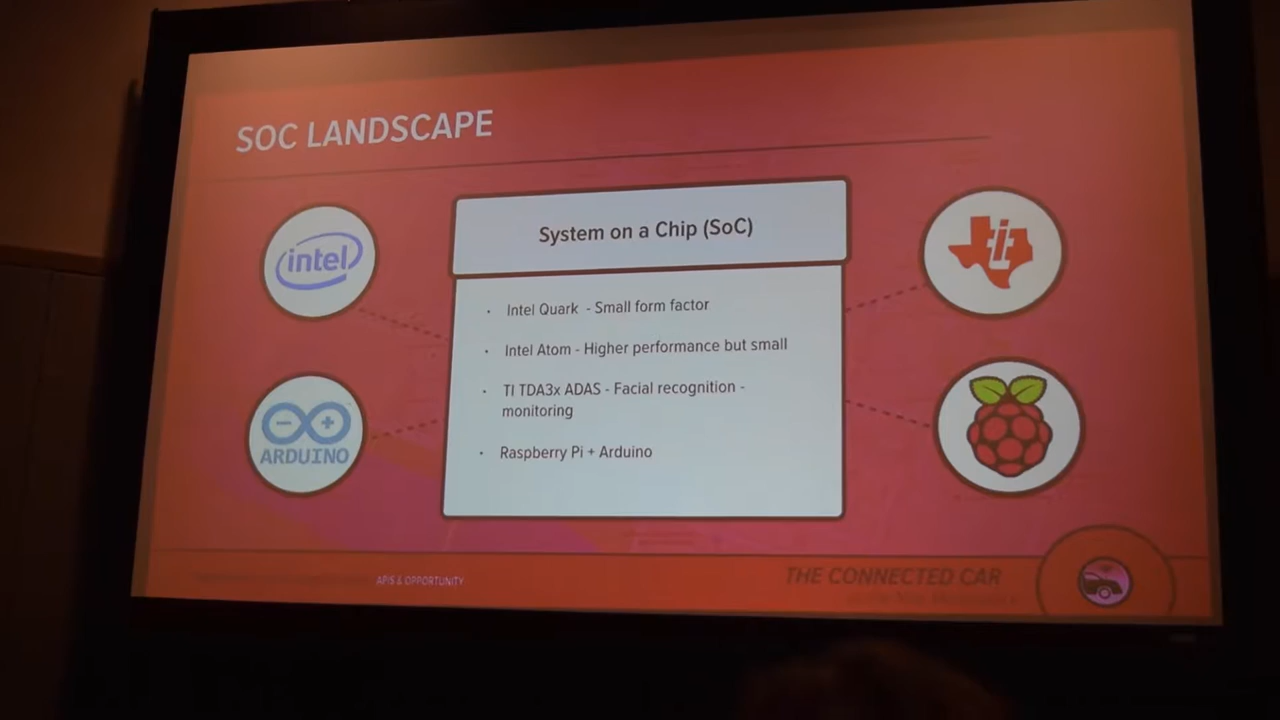 SOC LANDSCAPE
System on a Chip (SoC)
intel
ti
· Intel Quark - Small form factor
· Intel Atom - Higher performance but small
· TI TDA3x ADAS - Facial recognition -
monitoring
· Raspberry Pi + Arduino
ARDUINO
APIS & OPPORTUNITY
THE CONNECTED CAR